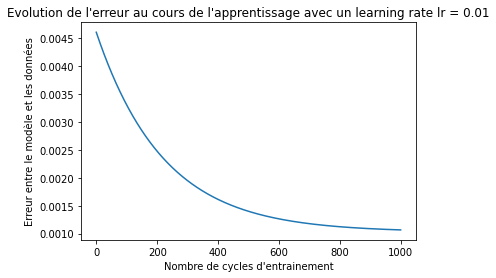 Evolution de l'erreur au cours de l'apprentissage avec un learning rate lr = 0.01
Erreur entre le modèle et les données
0.0045
0.0040
0.0035
0.0030
0.0025
0.0020
0.0015
0.0010
0 200 400 600 800 1000
Nombre de cycles d'entrainement